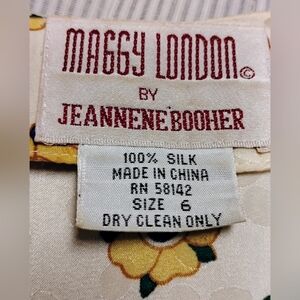 MAGGY LONDON©
BY
JEANNENE BOOHER
100% SILK
MADE IN CHINA
RN 58142
SIZE 6
DRY CLEAN ONLY